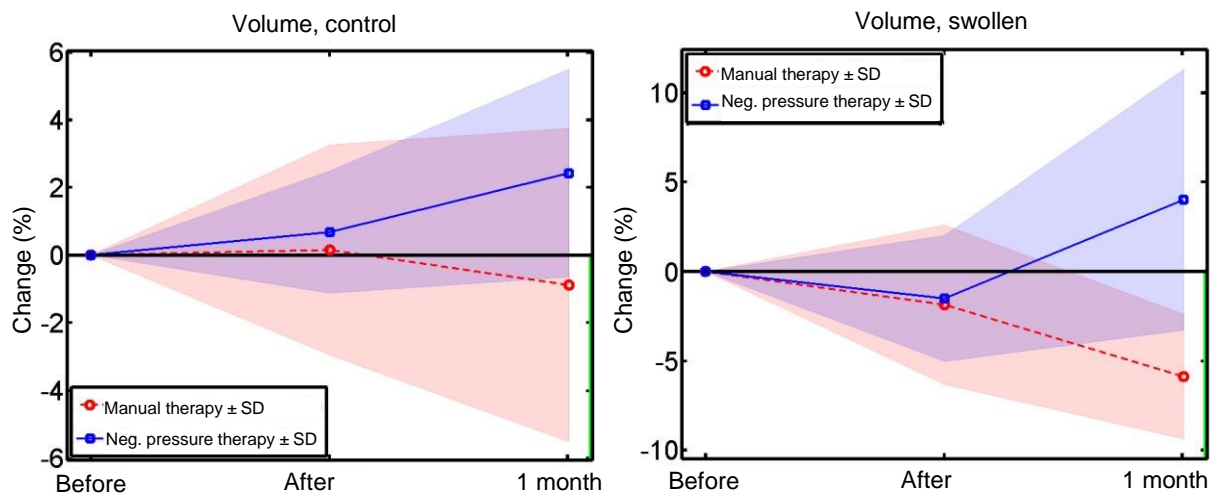 Volume, control
6
4
2
0
-2
-4
-6
Change (%)
Manual therapy ± SD
Neg. pressure therapy ± SD
Before After 1 month
Volume, swollen
10
5
0
-5
-10
Change (%)
Manual therapy ± SD
Neg. pressure therapy ± SD
Before After 1 month